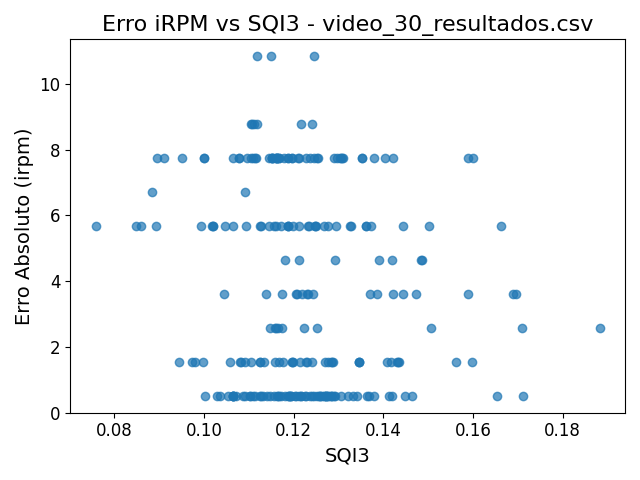 Erro iRPM vs SQI3 - video_30_resultados.csv
Erro Absoluto (irpm)
10
8
6
4
2
0
0.08 0.10 0.12 0.14 0.16 0.18
SQI3